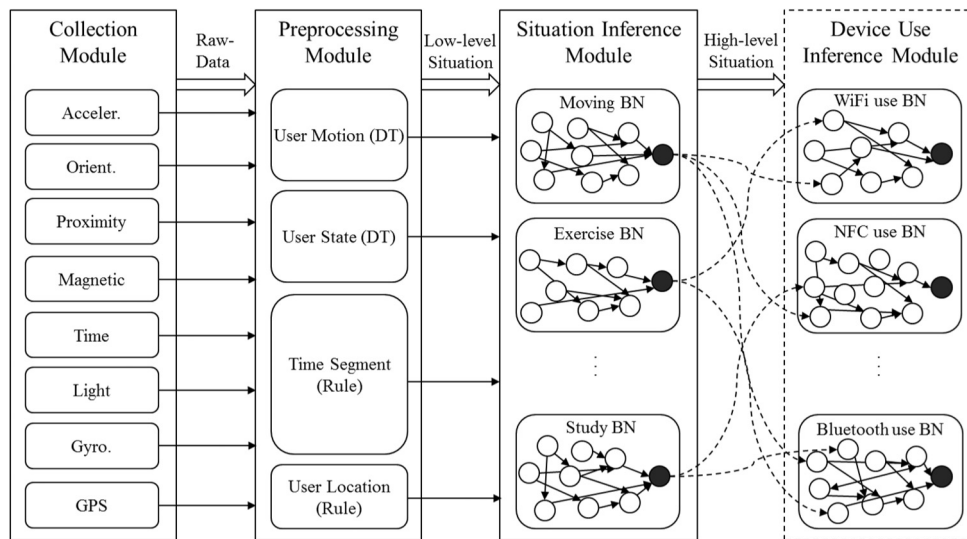 Collection
Module
Raw-
Data
Preprocessing
Module
Low-level
Situation
Situation Inference
Module
High-level
Situation
Device Use
Inference Module
Acceler.
Orient.
Proximity
Magnetic
Time
Light
Gyro.
GPS
User Motion (DT)
User State (DT)
Time Segment
(Rule)
User Location
(Rule)
Moving BN
Exercise BN
Study BN
WiFi use BN
NFC use BN
Bluetooth use BN